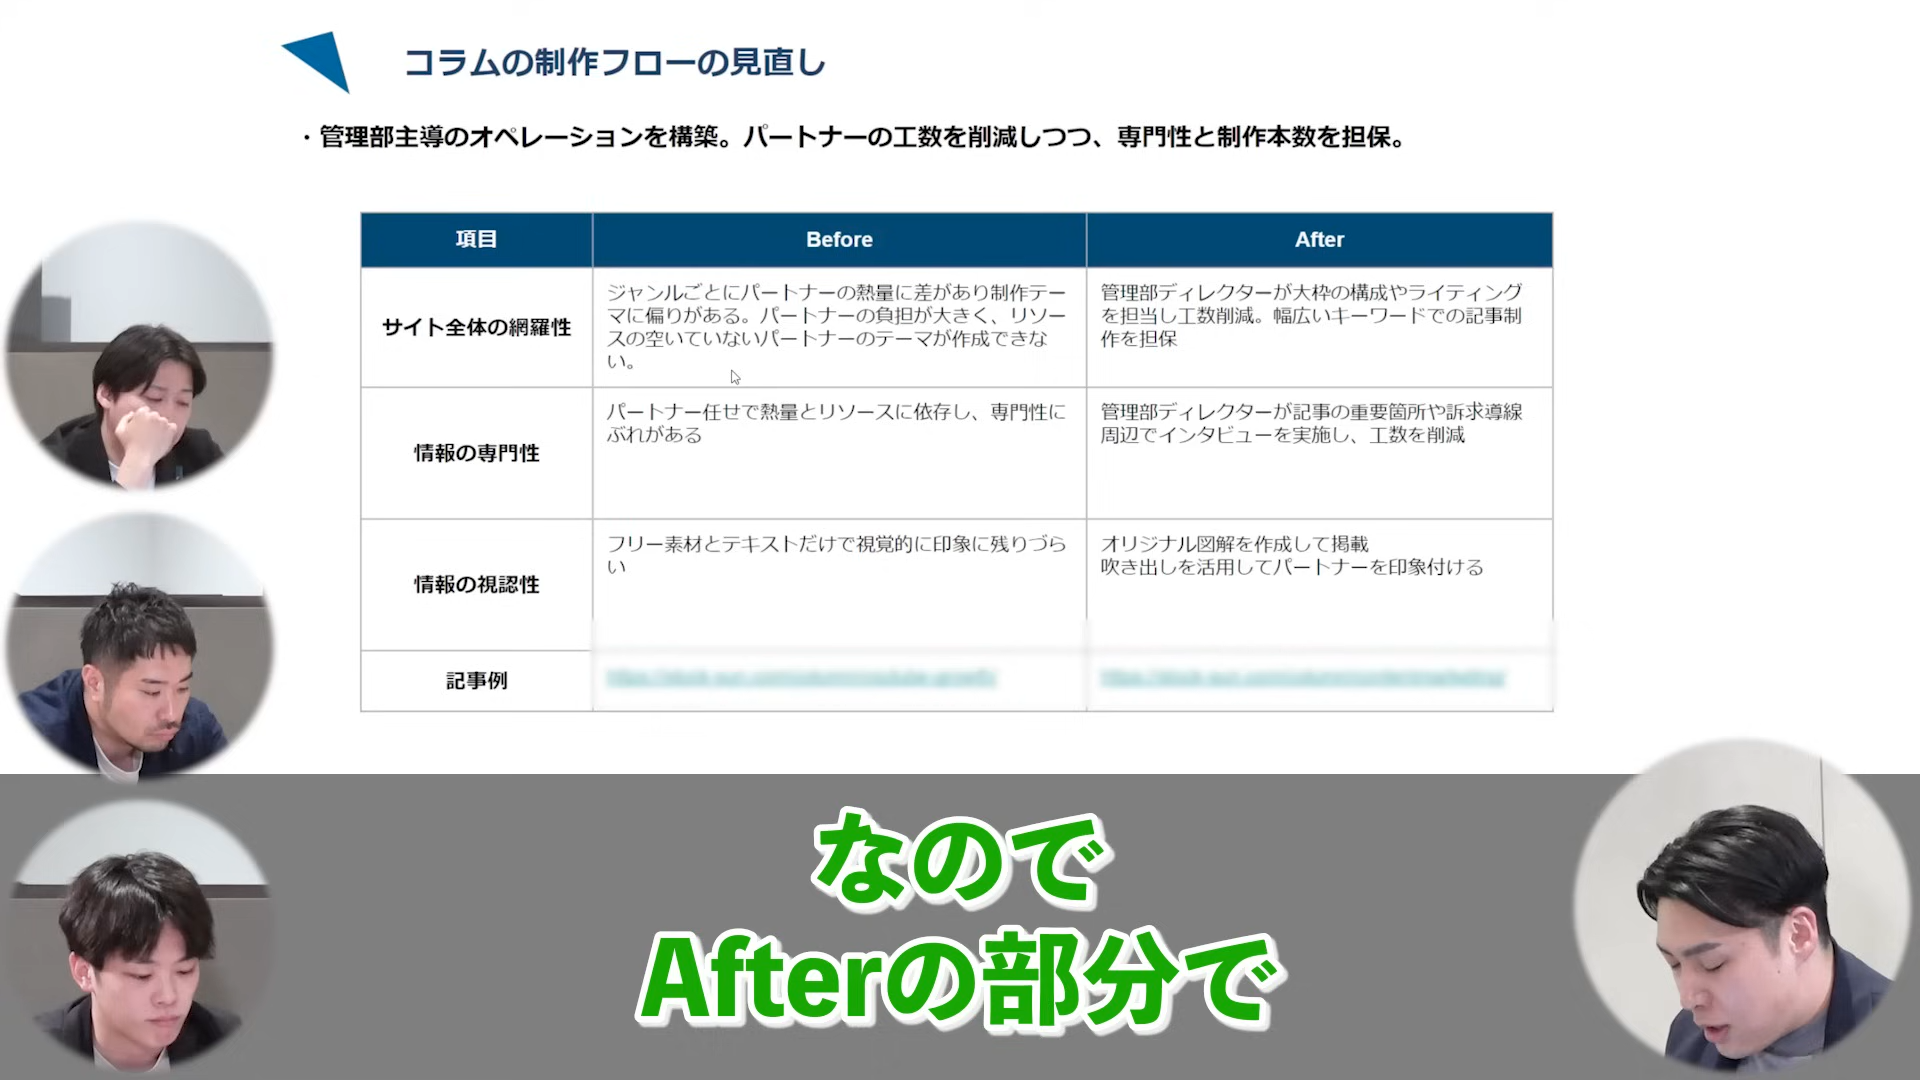 コラムの制作フローの見直し
・管理部主導のオペレーションを構築。パートナーの工数を削減しつつ、専門性と制作本数を担保。
項目 Before After
サイト全体の網羅性
ジャンルごとにパートナーの熱量に差があり制作テー
マに偏りがある。パートナーの負担が大きく、リソー
スの空いていないパートナーのテーマが作成できな
い。
管理部ディレクターが大枠の構成やライティング
を担当し工数削減。幅広いキーワードでの記事制
作を担保
情報の専門性
パートナー任せで熱量とリソースに依存し、専門性に
ぶれがある
管理部ディレクターが記事の重要箇所や訴求導線
周辺でインタビューを実施し、工数を削減
情報の視認性
フリー素材とテキストだけで視覚的に印象に残りづら
い
オリジナル図解を作成して掲載
吹き出しを活用してパートナーを印象付ける
記事例
なので
Afterの部分で